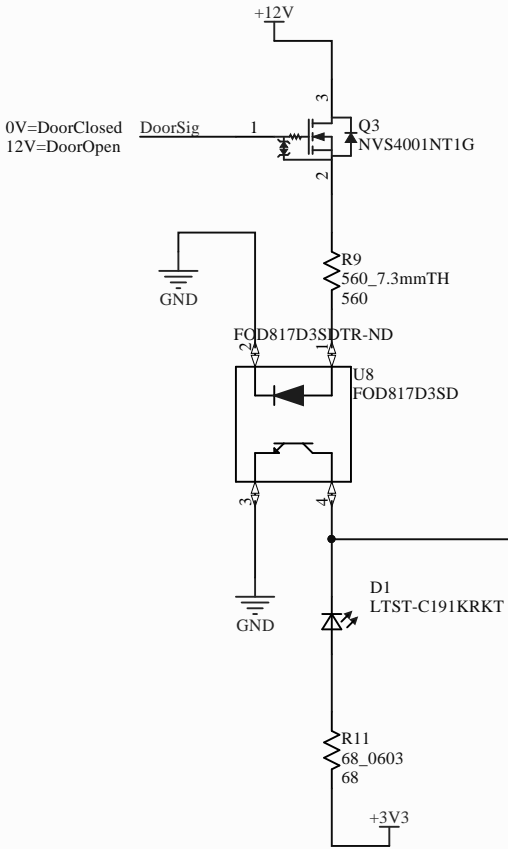 +12V
3
Q3
0V=DoorClosed
DoorSig
1
12V=DoorOpen
NVS4001NT1G
2
R9
560_7.3mmTH
GND
560
FOD817D3SDTR-ND
2
1
U8
FOD817D3SD
3
4
D1
GND
LTST-C191KRKT
R11
68_0603
68
+3V3